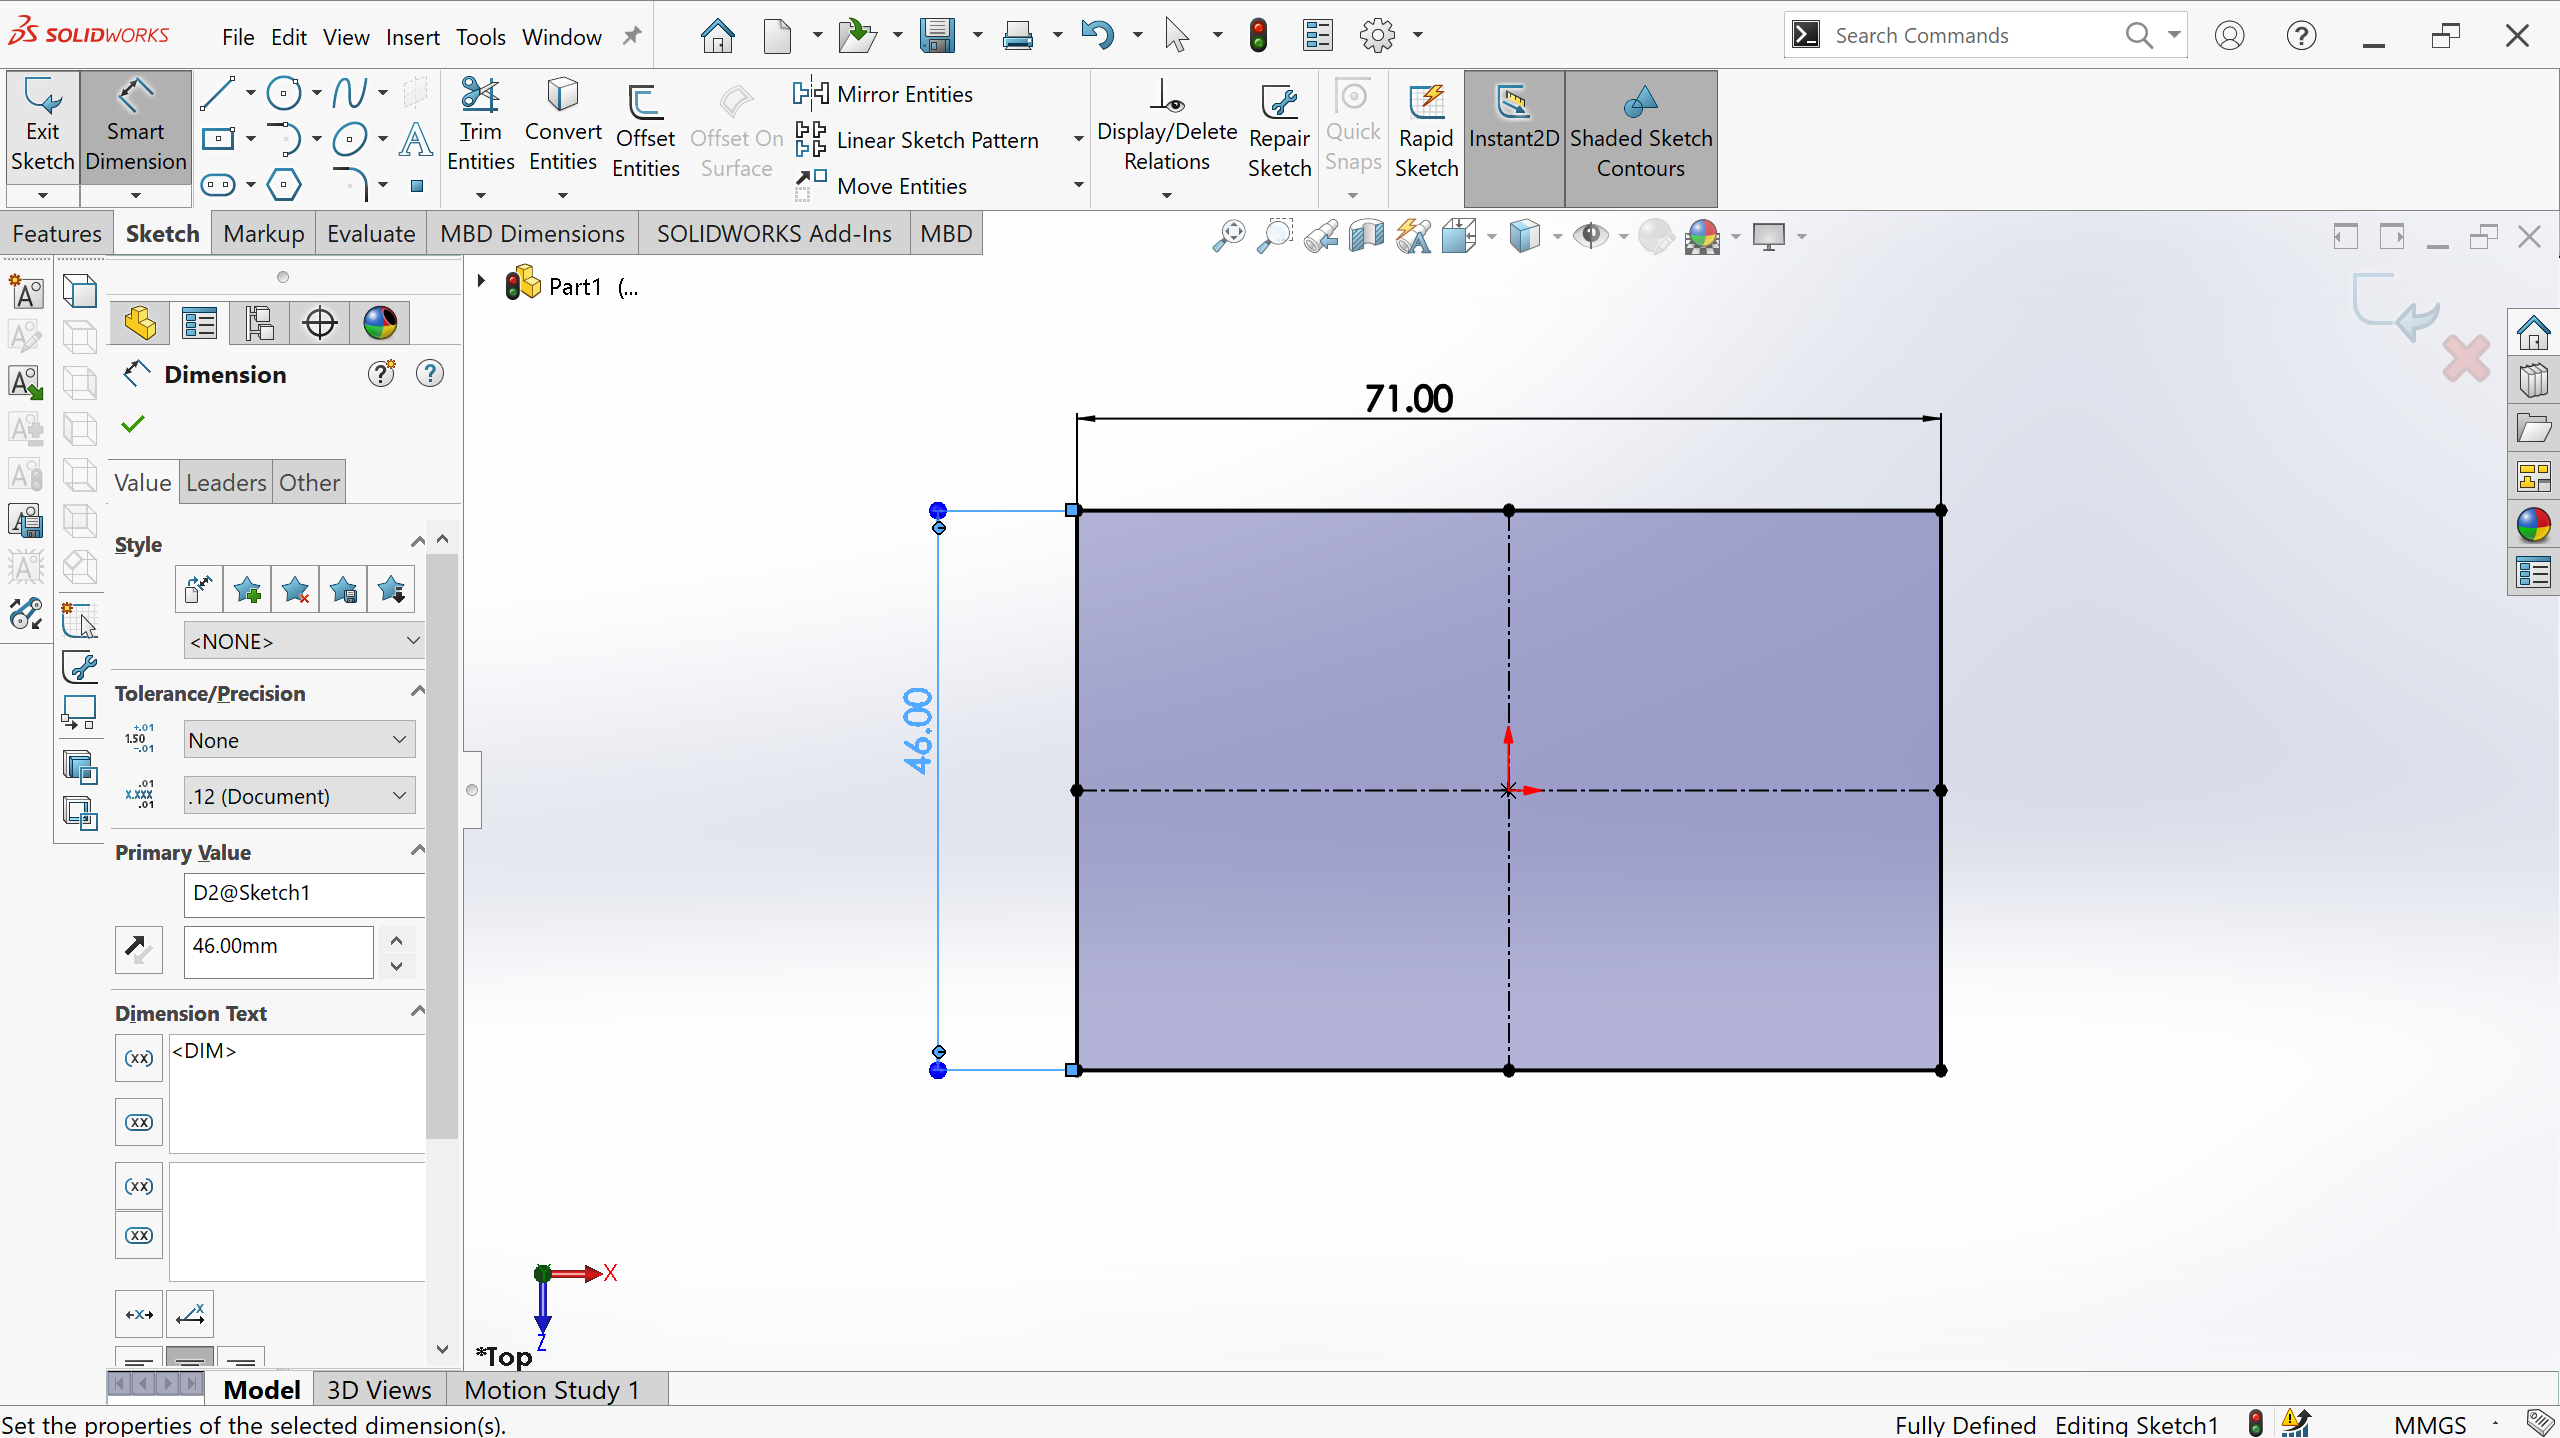 SOLIDWORKS File Edit View Insert Tools Window Search Commands
Exit Sketch
Smart Dimension
Trim Entities
Convert Entities
Offset Entities
Offset On Surface
Mirror Entities
Linear Sketch Pattern
Move Entities
Display/Delete Relations
Repair Sketch
Quick Snaps
Rapid Sketch
Instant2D
Shaded Sketch Contours
Features Sketch Markup Evaluate MBD Dimensions SOLIDWORKS Add-Ins MBD
Part1 (...
Dimension
Value Leaders Other
Style
<NONE>
Tolerance/Precision
None
.12 (Document)
Primary Value
D2@Sketch1
46.00mm
Dimension Text
<DIM>
(xx)
(xx)
(xx)
(xx)
71.00
46.00
X
Z
*Top
Model 3D Views Motion Study 1
Set the properties of the selected dimension(s). Fully Defined Editing Sketch1 MMGS